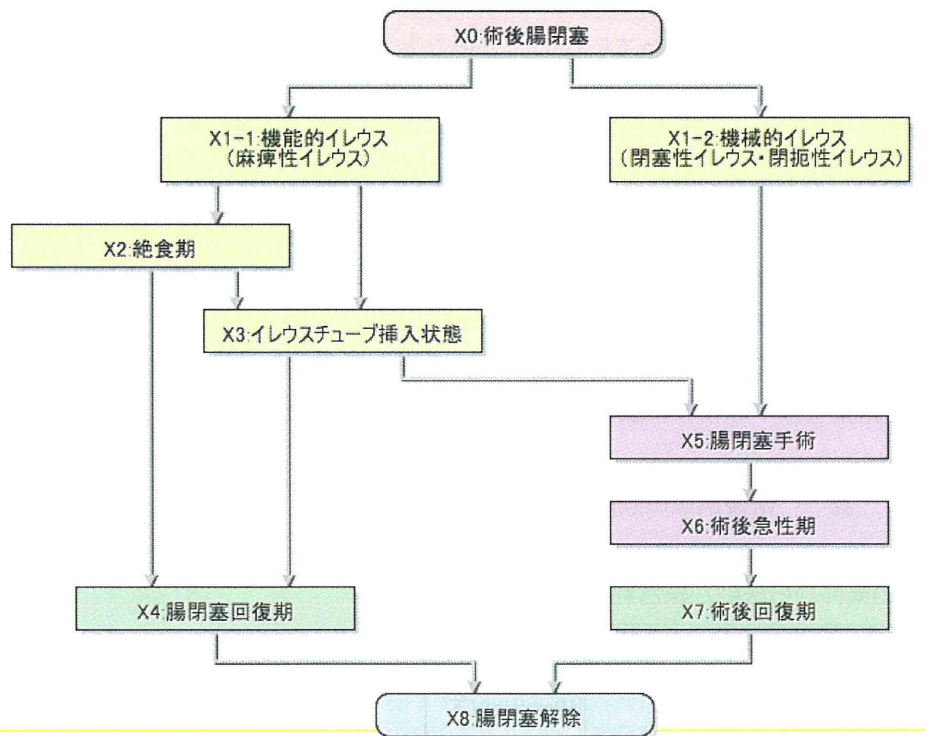 X0:術後腸閉塞
X1-1:機能的イレウス
(麻痺性イレウス)
X1-2:機械的イレウス
(閉塞性イレウス・閉扼性イレウス)
X2:絶食期
X3:イレウスチューブ挿入状態
X5:腸閉塞手術
X6:術後急性期
X4:腸閉塞回復期
X7:術後回復期
X8:腸閉塞解除